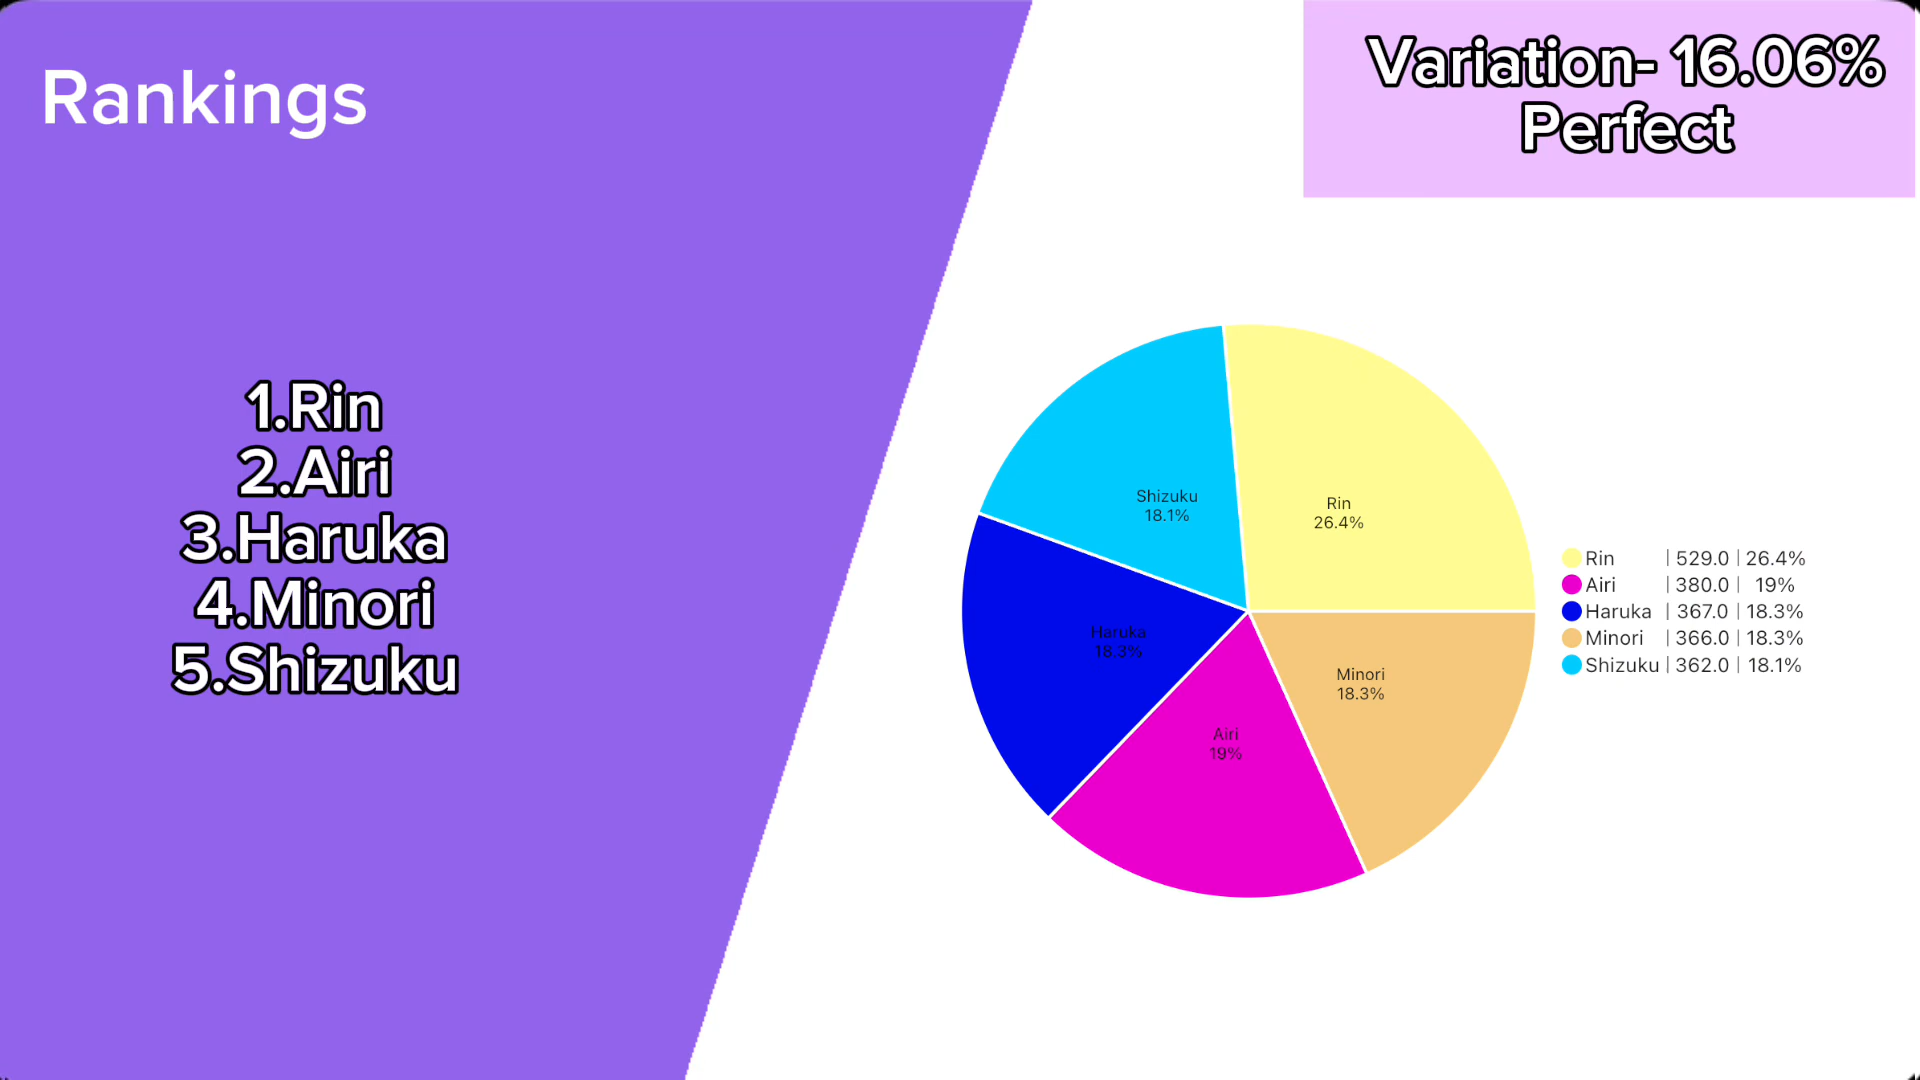 Rankings
Variation- 16.06%
Perfect
1.Rin
2.Airi
3.Haruka
4.Minori
5.Shizuku
Shizuku
18.1%
Rin
26.4%
Haruka
18.3%
Minori
18.3%
Airi
19%
Rin | 529.0 | 26.4%
Airi | 380.0 | 19%
Haruka | 367.0 | 18.3%
Minori | 366.0 | 18.3%
Shizuku | 362.0 | 18.1%